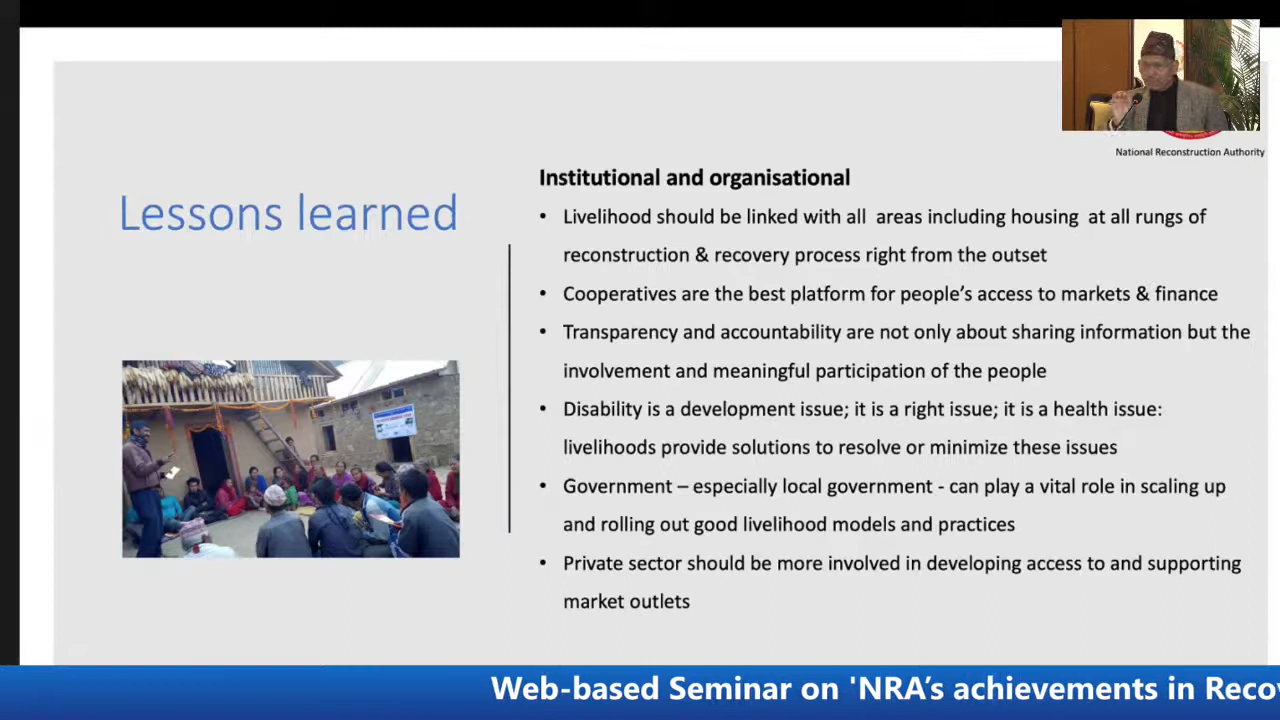 National Reconstruction Authority
Lessons learned
Institutional and organisational
• Livelihood should be linked with all areas including housing at all rungs of
reconstruction & recovery process right from the outset
• Cooperatives are the best platform for people's access to markets & finance
• Transparency and accountability are not only about sharing information but the
involvement and meaningful participation of the people
• Disability is a development issue; it is a right issue; it is a health issue:
livelihoods provide solutions to resolve or minimize these issues
• Government – especially local government - can play a vital role in scaling up
and rolling out good livelihood models and practices
• Private sector should be more involved in developing access to and supporting
market outlets
Web-based Seminar on 'NRA's achievements in Reco